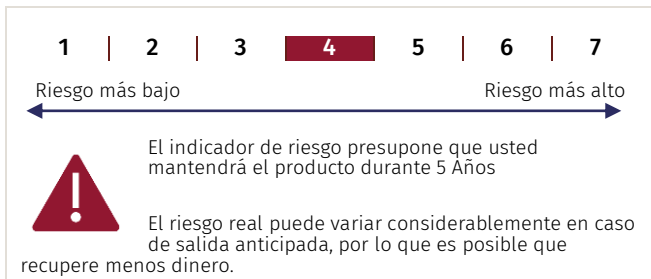 1 2 3 4 5 6 7
Riesgo más bajo Riesgo más alto
El indicador de riesgo presupone que usted
mantendrá el producto durante 5 Años
El riesgo real puede variar considerablemente en caso
de salida anticipada, por lo que es posible que
recupere menos dinero.